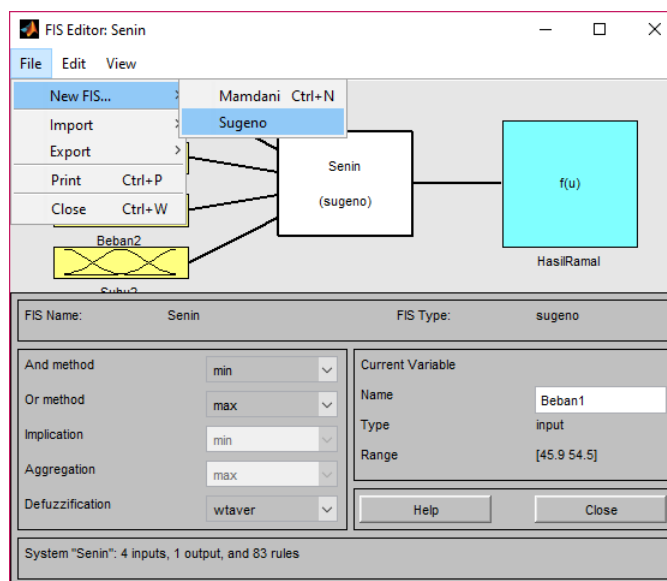 FIS Editor: Senin
File Edit View
New FIS...
Import
Export
Print Ctrl+P
Close Ctrl+W
Mamdani Ctrl+N
Sugeno
Senin
(sugeno)
f(u)
Beban2
HasilRamal
Suhu2
FIS Name: Senin FIS Type: sugeno
And method min
Or method max
Implication min
Aggregation max
Defuzzification wtaver
Current Variable
Name Beban1
Type input
Range [45.9 54.5]
Help Close
System "Senin": 4 inputs, 1 output, and 83 rules